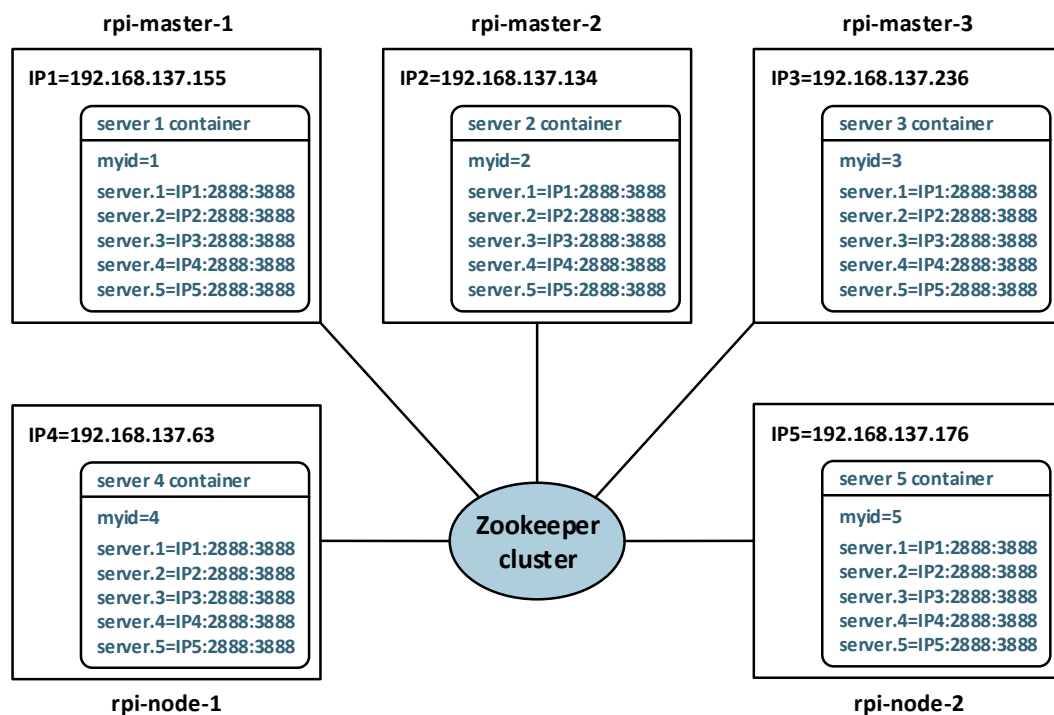 rpi-master-1
IP1=192.168.137.155
server 1 container
myid=1
server.1=IP1:2888:3888
server.2=IP2:2888:3888
server.3=IP3:2888:3888
server.4=IP4:2888:3888
server.5=IP5:2888:3888
rpi-master-2
IP2=192.168.137.134
server 2 container
myid=2
server.1=IP1:2888:3888
server.2=IP2:2888:3888
server.3=IP3:2888:3888
server.4=IP4:2888:3888
server.5=IP5:2888:3888
rpi-master-3
IP3=192.168.137.236
server 3 container
myid=3
server.1=IP1:2888:3888
server.2=IP2:2888:3888
server.3=IP3:2888:3888
server.4=IP4:2888:3888
server.5=IP5:2888:3888
IP4=192.168.137.63
server 4 container
myid=4
server.1=IP1:2888:3888
server.2=IP2:2888:3888
server.3=IP3:2888:3888
server.4=IP4:2888:3888
server.5=IP5:2888:3888
rpi-node-1
Zookeeper
cluster
IP5=192.168.137.176
server 5 container
myid=5
server.1=IP1:2888:3888
server.2=IP2:2888:3888
server.3=IP3:2888:3888
server.4=IP4:2888:3888
server.5=IP5:2888:3888
rpi-node-2